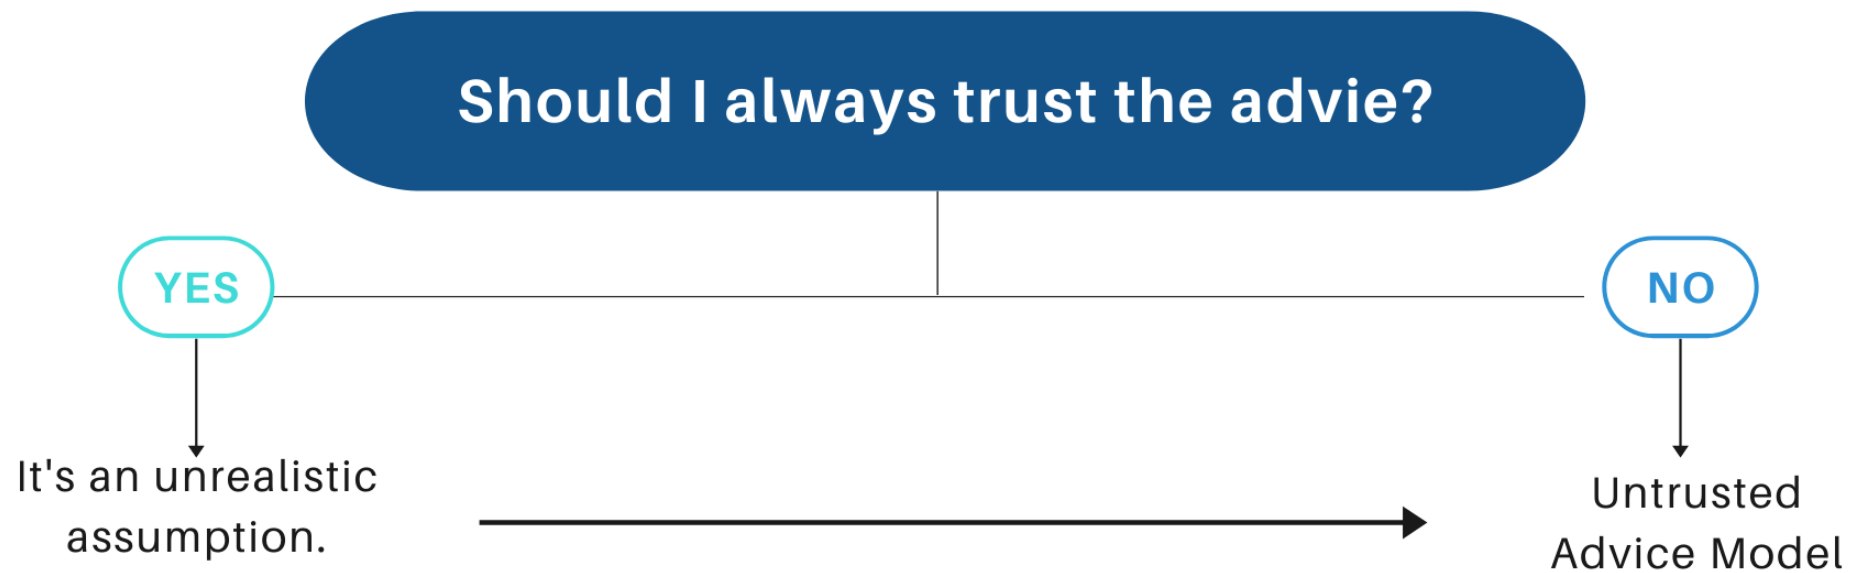 Should I always trust the advie?
YES
NO
It's an unrealistic
assumption.
Untrusted
Advice Model